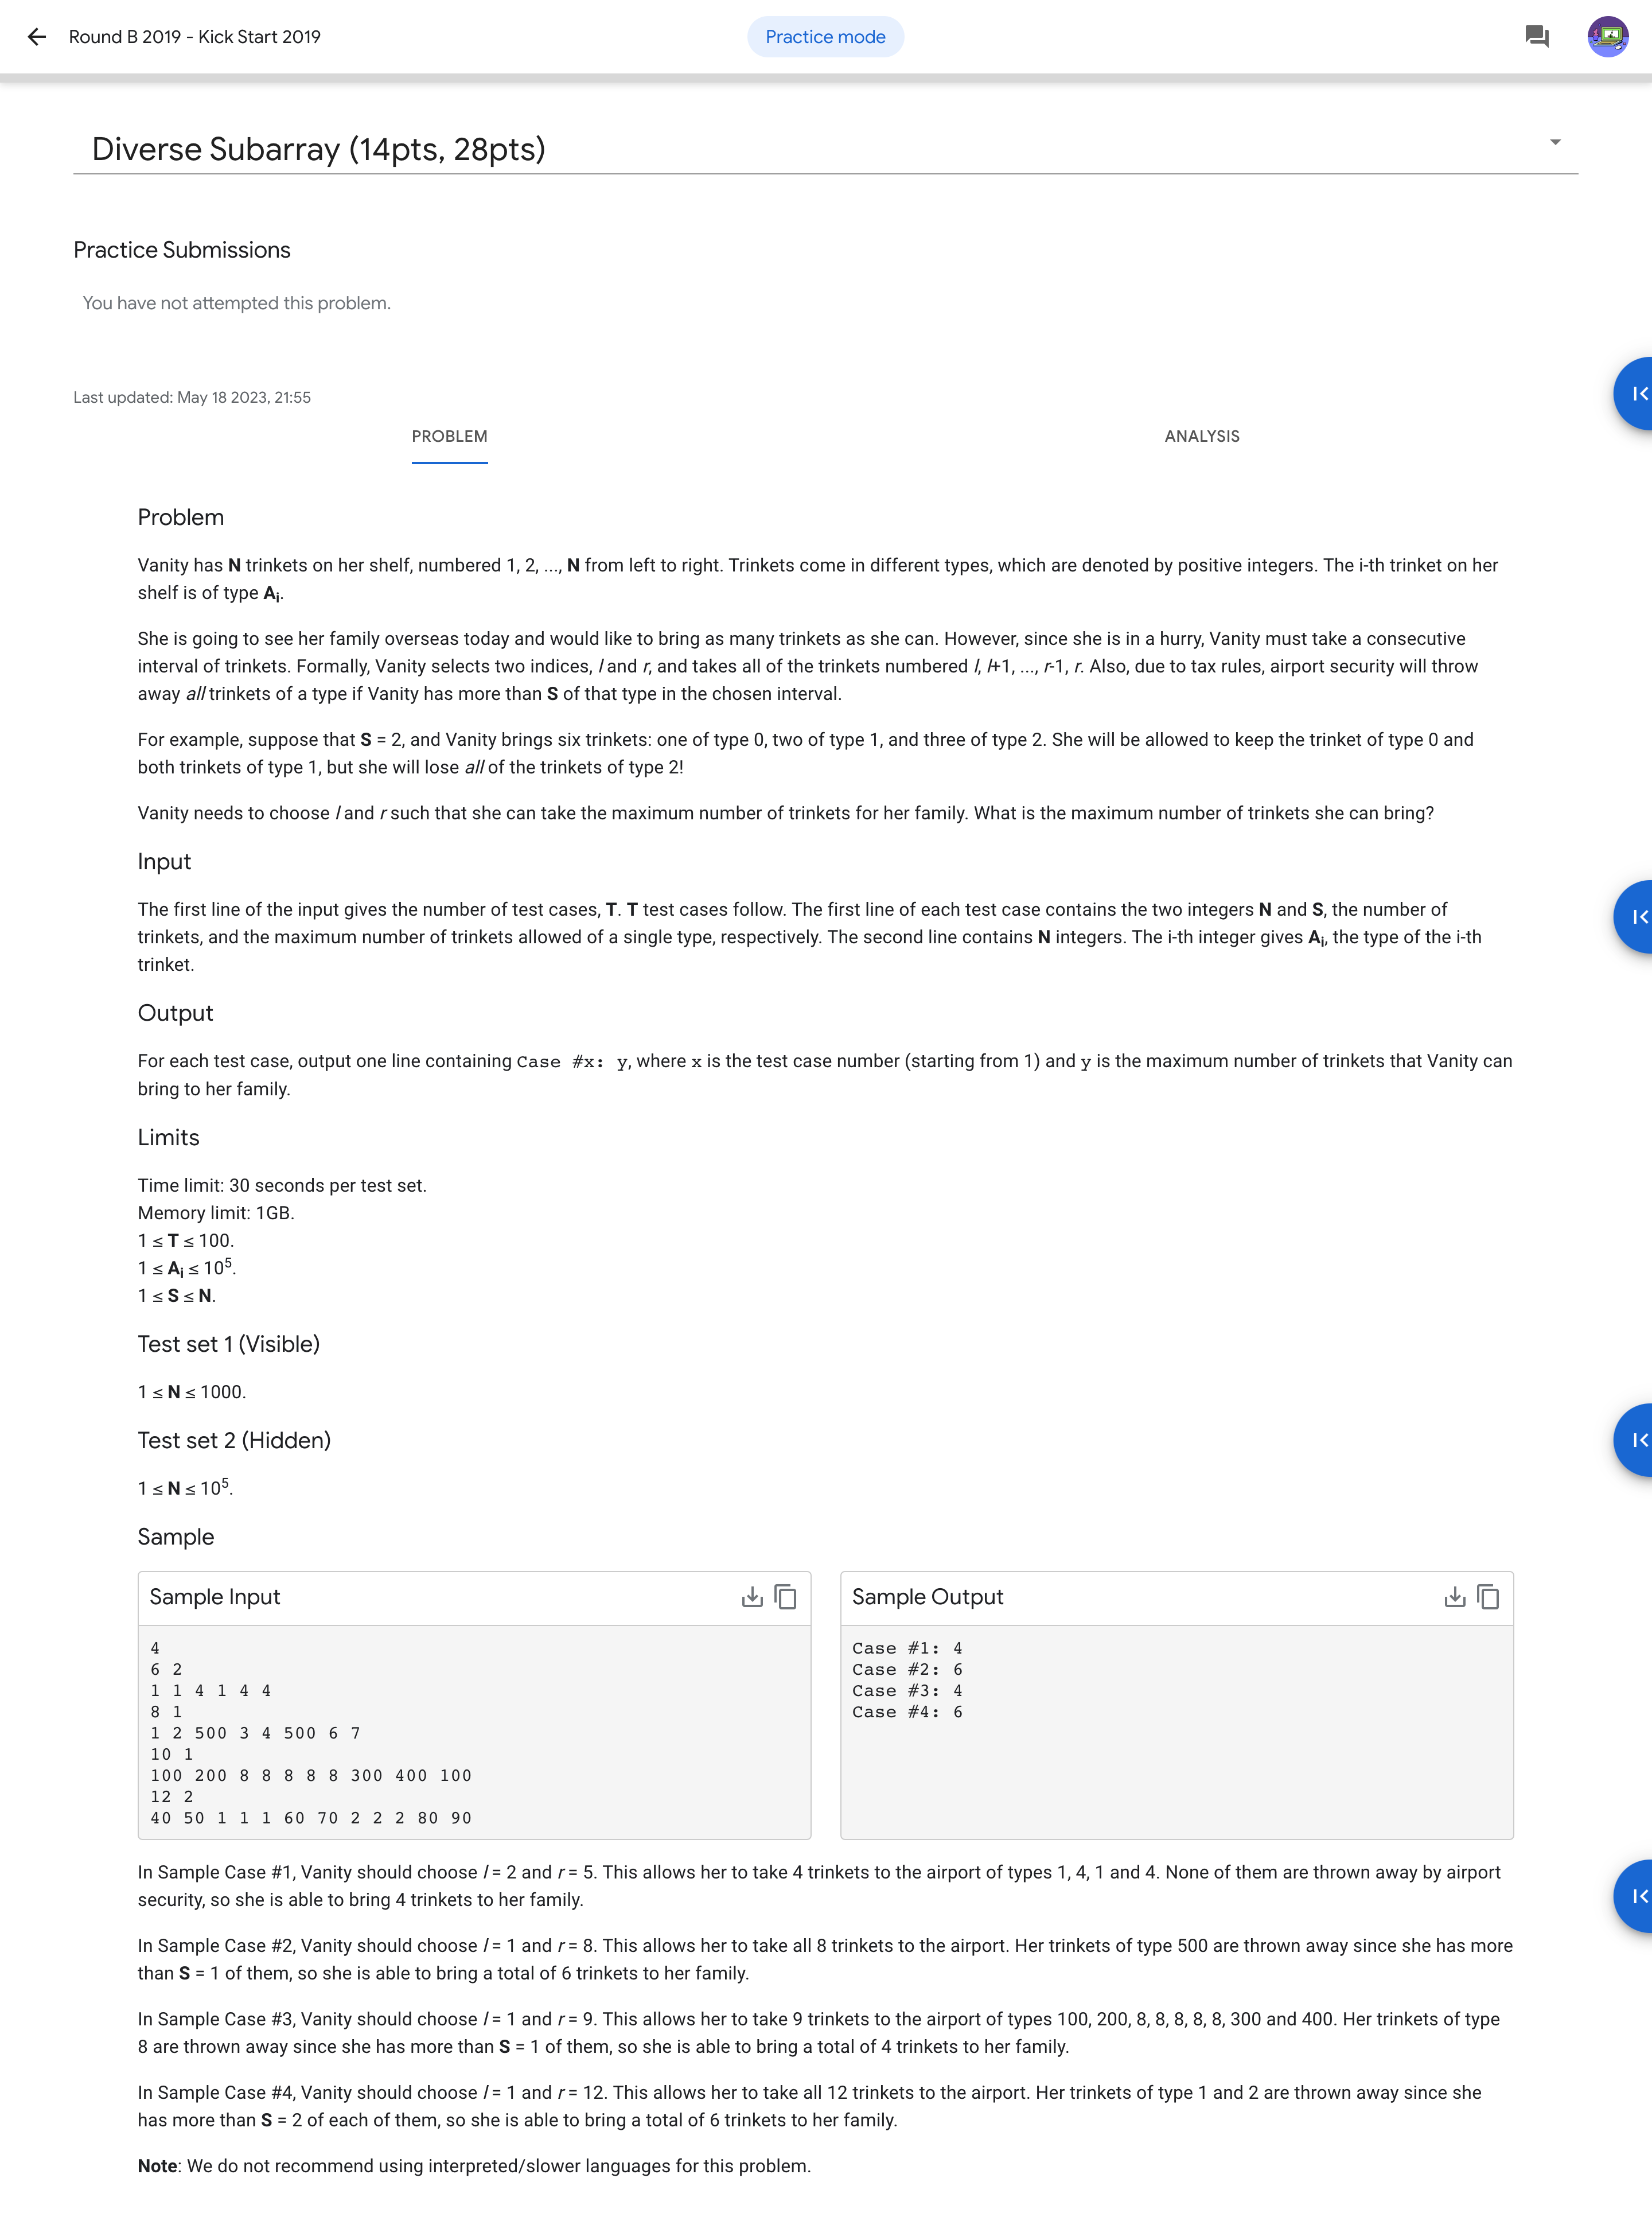 Round B 2019 - Kick Start 2019
Practice mode
Diverse Subarray (14pts, 28pts)
Practice Submissions
You have not attempted this problem.
Last updated: May 18 2023, 21:55
PROBLEM
ANALYSIS
Problem
Vanity has N trinkets on her shelf, numbered 1, 2, ..., N from left to right. Trinkets come in different types, which are denoted by positive integers. The i-th trinket on her
shelf is of type Ai.
She is going to see her family overseas today and would like to bring as many trinkets as she can. However, since she is in a hurry, Vanity must take a consecutive
interval of trinkets. Formally, Vanity selects two indices, l and r, and takes all of the trinkets numbered l, l+1, ..., r-1, r. Also, due to tax rules, airport security will throw
away all trinkets of a type if Vanity has more than S of that type in the chosen interval.
For example, suppose that S = 2, and Vanity brings six trinkets: one of type 0, two of type 1, and three of type 2. She will be allowed to keep the trinket of type 0 and
both trinkets of type 1, but she will lose all of the trinkets of type 2!
Vanity needs to choose l and r such that she can take the maximum number of trinkets for her family. What is the maximum number of trinkets she can bring?
Input
The first line of the input gives the number of test cases, T. T test cases follow. The first line of each test case contains the two integers N and S, the number of
trinkets, and the maximum number of trinkets allowed of a single type, respectively. The second line contains N integers. The i-th integer gives Ai, the type of the i-th
trinket.
Output
For each test case, output one line containing Case #x: y, where x is the test case number (starting from 1) and y is the maximum number of trinkets that Vanity can
bring to her family.
Limits
Time limit: 30 seconds per test set.
Memory limit: 1GB.
1 ≤ T ≤ 100.
1 ≤ Ai ≤ 10^5.
1 ≤ S ≤ N.
Test set 1 (Visible)
1 ≤ N ≤ 1000.
Test set 2 (Hidden)
1 ≤ N ≤ 10^5.
Sample
Sample Input
4
6 2
1 1 4 1 4 4
8 1
1 2 500 3 4 500 6 7
10 1
100 200 8 8 8 8 8 300 400 100
12 2
40 50 1 1 1 60 70 2 2 2 80 90
Sample Output
Case #1: 4
Case #2: 6
Case #3: 4
Case #4: 6
In Sample Case #1, Vanity should choose l = 2 and r = 5. This allows her to take 4 trinkets to the airport of types 1, 4, 1 and 4. None of them are thrown away by airport
security, so she is able to bring 4 trinkets to her family.
In Sample Case #2, Vanity should choose l = 1 and r = 8. This allows her to take all 8 trinkets to the airport. Her trinkets of type 500 are thrown away since she has more
than S = 1 of them, so she is able to bring a total of 6 trinkets to her family.
In Sample Case #3, Vanity should choose l = 1 and r = 9. This allows her to take 9 trinkets to the airport of types 100, 200, 8, 8, 8, 8, 8, 300 and 400. Her trinkets of type
8 are thrown away since she has more than S = 1 of them, so she is able to bring a total of 4 trinkets to her family.
In Sample Case #4, Vanity should choose l = 1 and r = 12. This allows her to take all 12 trinkets to the airport. Her trinkets of type 1 and 2 are thrown away since she
has more than S = 2 of each of them, so she is able to bring a total of 6 trinkets to her family.
Note: We do not recommend using interpreted/slower languages for this problem.